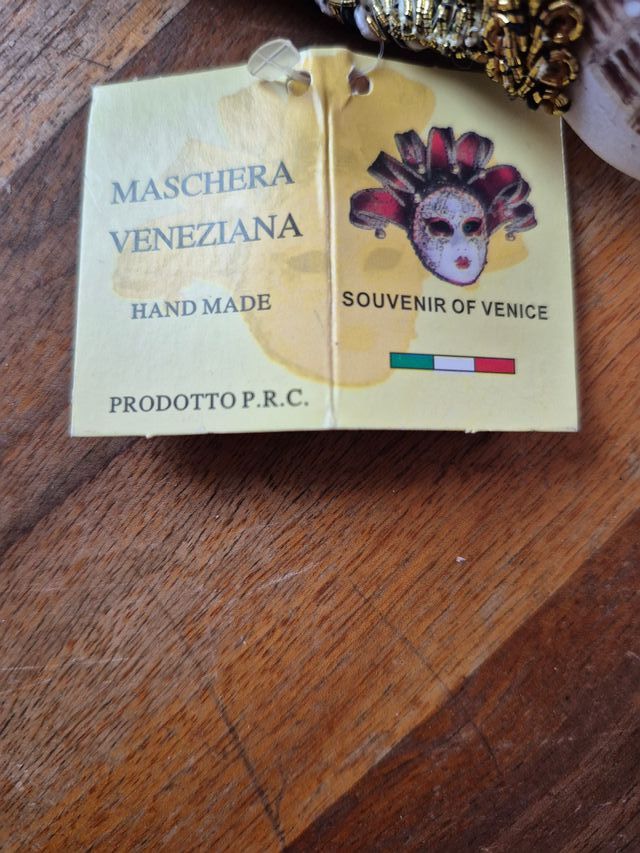 MASCHERA
VENEZIANA
HAND MADE
PRODOTTO P.R.C.
SOUVENIR OF VENICE